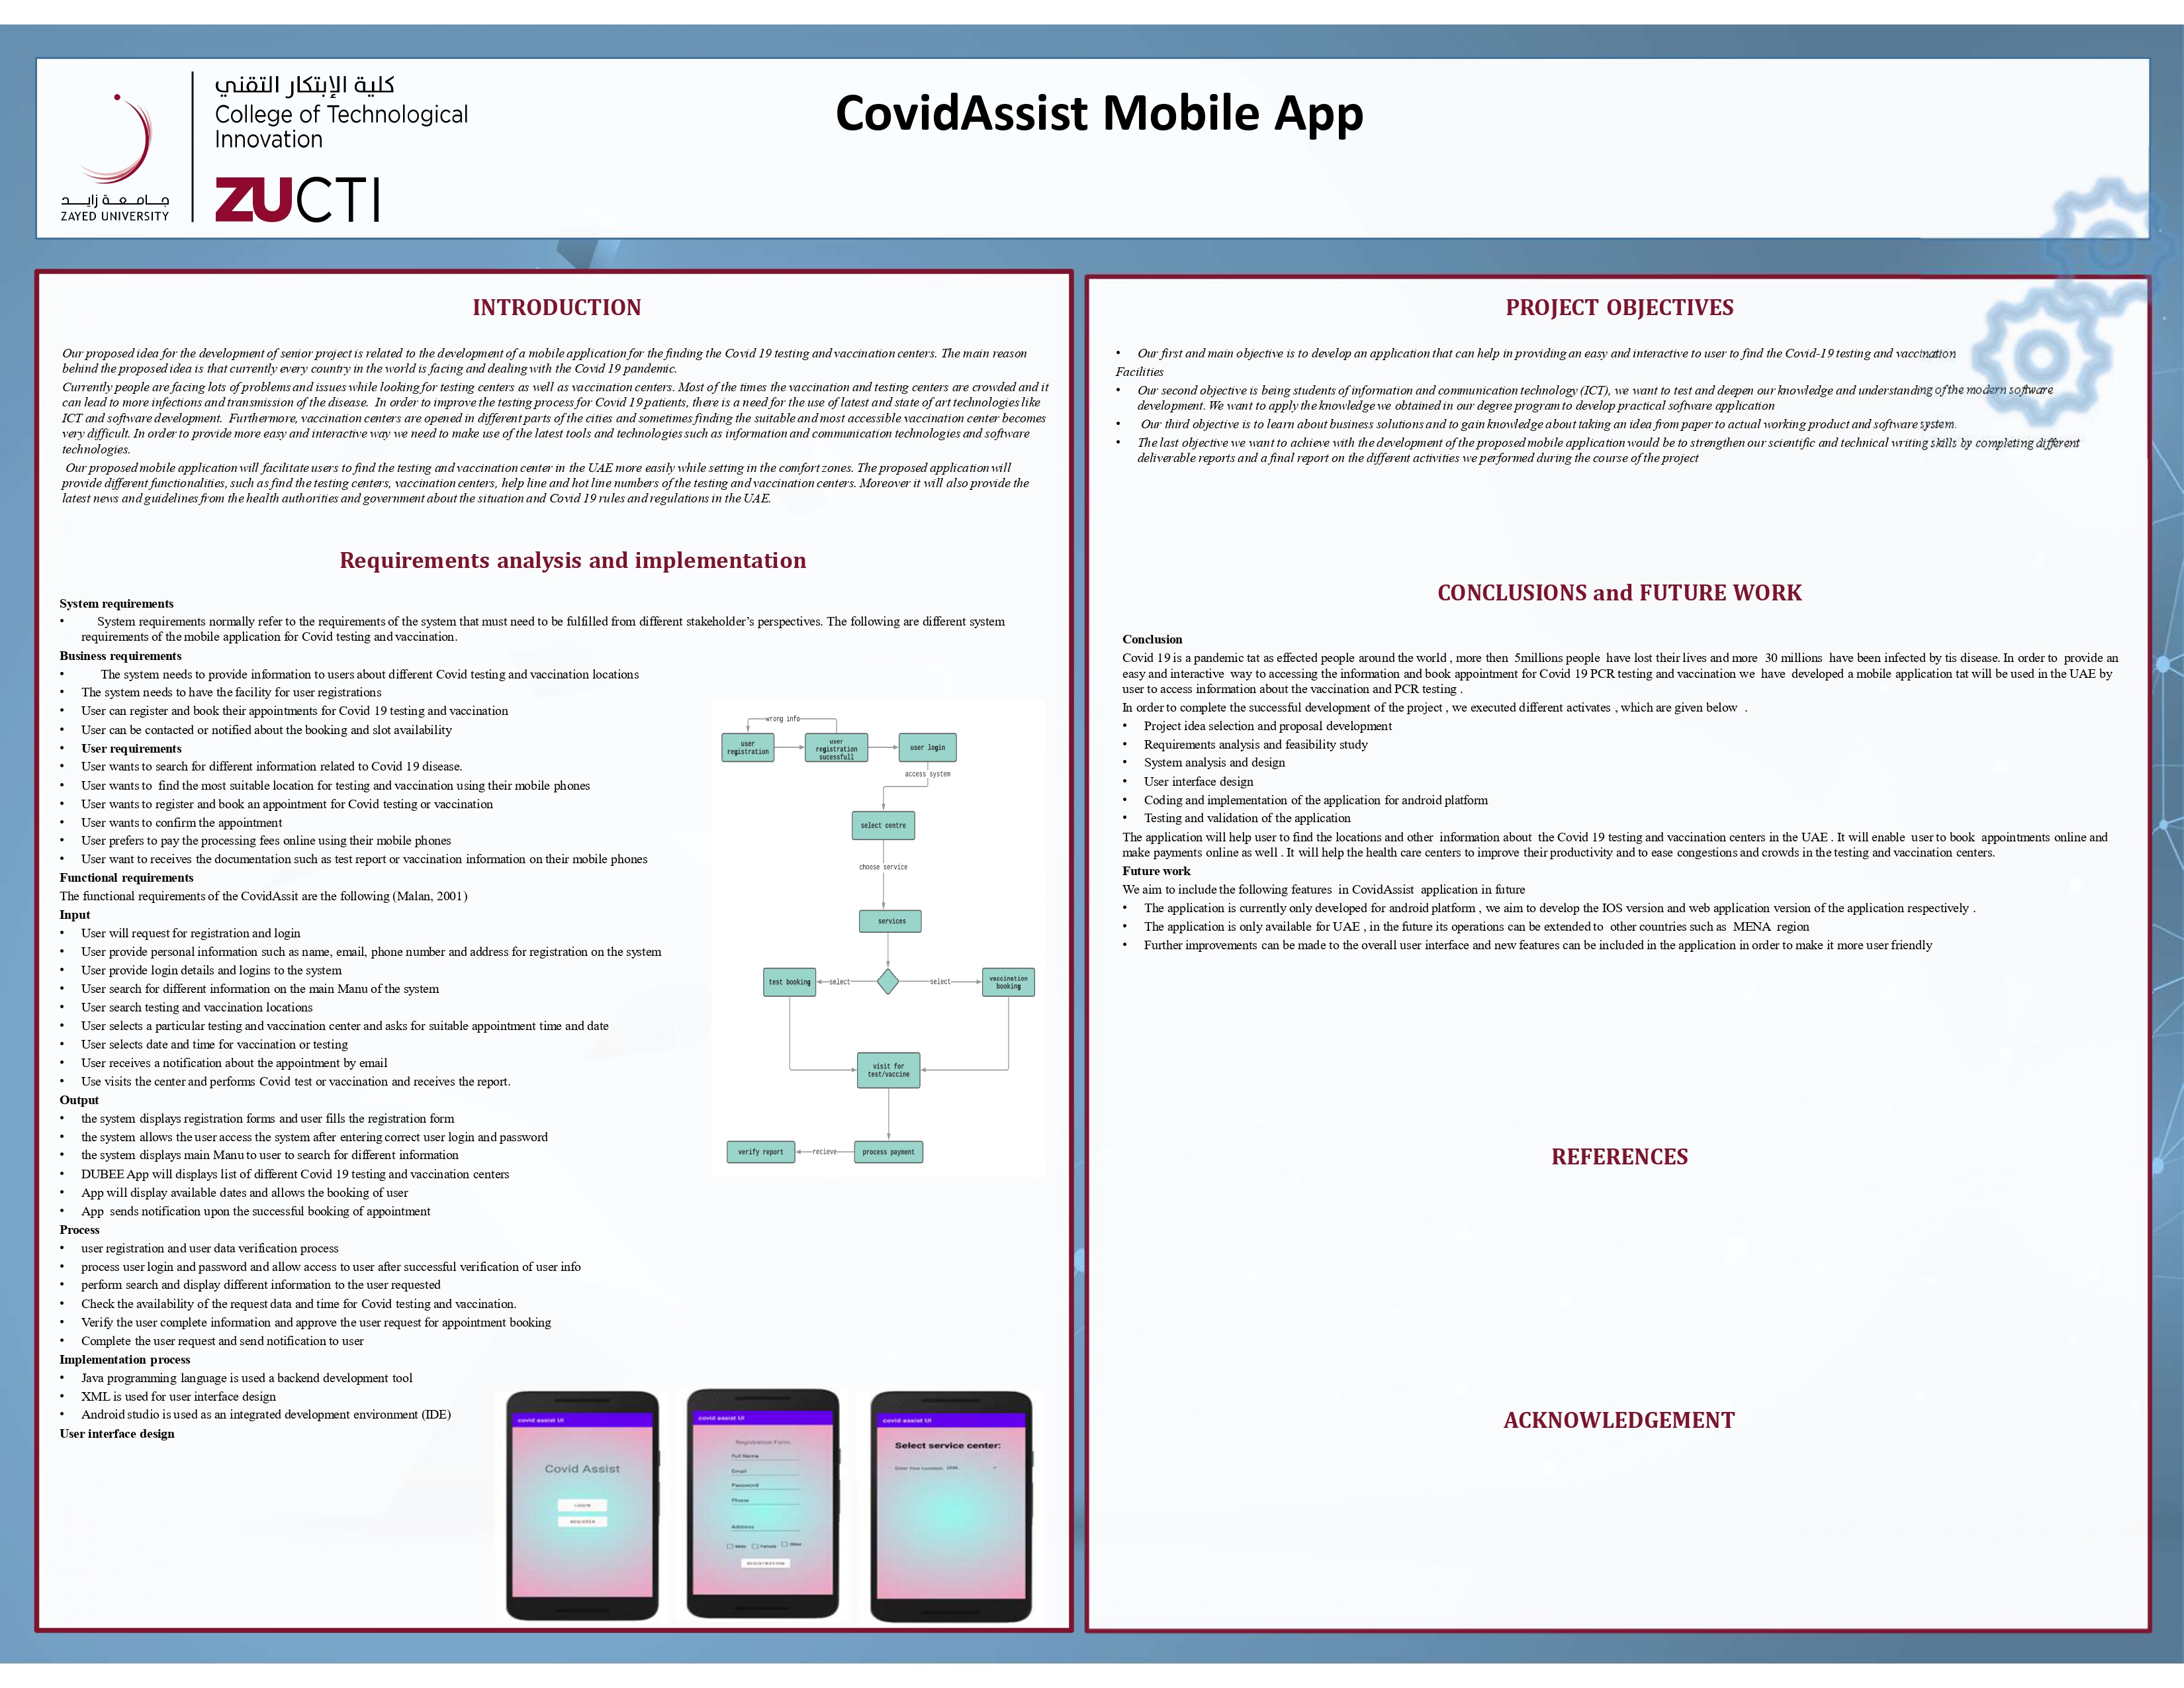 كلية الإبتكار التقني
College of Technological
Innovation
جامعة زايد
ZAYED UNIVERSITY
ZUCTI
CovidAssist Mobile App
INTRODUCTION
Our proposed idea for the development of senior project is related to the development of a mobile application for the finding the Covid 19 testing and vaccination centers. The main reason
behind the proposed idea is that currently every country in the world is facing and dealing with the Covid 19 pandemic.
Currently people are facing lots of problems and issues while looking for testing centers as well as vaccination centers. Most of the times the vaccination and testing centers are crowded and it
can lead to more infections and transmission of the disease. In order to improve the testing process for Covid 19 patients, there is a need for the use of latest and state of art technologies like
ICT and software development. Furthermore, vaccination centers are opened in different parts of the cities and sometimes finding the suitable and most accessible vaccination center becomes
very difficult. In order to provide more easy and interactive way we need to make use of the latest tools and technologies such as information and communication technologies and software
technologies.
Our proposed mobile application will facilitate users to find the testing and vaccination center in the UAE more easily while setting in the comfort zones. The proposed application will
provide different functionalities, such as find the testing centers, vaccination centers, help line and hot line numbers of the testing and vaccination centers. Moreover it will also provide the
latest news and guidelines from the health authorities and government about the situation and Covid 19 rules and regulations in the UAE.
Requirements analysis and implementation
System requirements
• System requirements normally refer to the requirements of the system that must need to be fulfilled from different stakeholder's perspectives. The following are different system
requirements of the mobile application for Covid testing and vaccination.
Business requirements
• The system needs to provide information to users about different Covid testing and vaccination locations
• The system needs to have the facility for user registrations
• User can register and book their appointments for Covid 19 testing and vaccination
• User can be contacted or notified about the booking and slot availability
• User requirements
• User wants to search for different information related to Covid 19 disease.
• User wants to find the most suitable location for testing and vaccination using their mobile phones
• User wants to register and book an appointment for Covid testing or vaccination
• User wants to confirm the appointment
• User prefers to pay the processing fees online using their mobile phones
• User want to receives the documentation such as test report or vaccination information on their mobile phones
Functional requirements
The functional requirements of the CovidAssit are the following (Malan, 2001)
Input
• User will request for registration and login
• User provide personal information such as name, email, phone number and address for registration on the system
• User provide login details and logins to the system
• User search for different information on the main Manu of the system
• User search testing and vaccination locations
• User selects a particular testing and vaccination center and asks for suitable appointment time and date
• User selects date and time for vaccination or testing
• User receives a notification about the appointment by email
• Use visits the center and performs Covid test or vaccination and receives the report.
Output
• the system displays registration forms and user fills the registration form
• the system allows the user access the system after entering correct user login and password
• the system displays main Manu to user to search for different information
• DUBEE App will displays list of different Covid 19 testing and vaccination centers
• App will display available dates and allows the booking of user
• App sends notification upon the successful booking of appointment
Process
• user registration and user data verification process
• process user login and password and allow access to user after successful verification of user info
• perform search and display different information to the user requested
• Check the availability of the request data and time for Covid testing and vaccination.
• Verify the user complete information and approve the user request for appointment booking
• Complete the user request and send notification to user
Implementation process
• Java programming language is used a backend development tool
• XML is used for user interface design
• Android studio is used as an integrated development environment (IDE)
User interface design
wrong info
user
registration
user
registration
sucessfull
user login
access system
select centre
choose service
services
test booking
select
select
vaccination
booking
visit for
test/vaccine
verify report
recieve
process payment
covid assist UI
Covid Assist
LOGIN
REGISTER
covid assist UI
Registration Form:
Full Name
Email
Password
Phone
Address
Male Female Other
REGISTRATION
covid assist UI
Select service center:
Enter Your Location: DHA
PROJECT OBJECTIVES
• Our first and main objective is to develop an application that can help in providing an easy and interactive to user to find the Covid-19 testing and vaccination
Facilities
• Our second objective is being students of information and communication technology (ICT), we want to test and deepen our knowledge and understanding of the modern software
development. We want to apply the knowledge we obtained in our degree program to develop practical software application
• Our third objective is to learn about business solutions and to gain knowledge about taking an idea from paper to actual working product and software system.
• The last objective we want to achieve with the development of the proposed mobile application would be to strengthen our scientific and technical writing skills by completing different
deliverable reports and a final report on the different activities we performed during the course of the project
CONCLUSIONS and FUTURE WORK
Conclusion
Covid 19 is a pandemic tat as effected people around the world , more then 5millions people have lost their lives and more 30 millions have been infected by tis disease. In order to provide an
easy and interactive way to accessing the information and book appointment for Covid 19 PCR testing and vaccination we have developed a mobile application tat will be used in the UAE by
user to access information about the vaccination and PCR testing .
In order to complete the successful development of the project , we executed different activates , which are given below .
• Project idea selection and proposal development
• Requirements analysis and feasibility study
• System analysis and design
• User interface design
• Coding and implementation of the application for android platform
• Testing and validation of the application
The application will help user to find the locations and other information about the Covid 19 testing and vaccination centers in the UAE . It will enable user to book appointments online and
make payments online as well . It will help the health care centers to improve their productivity and to ease congestions and crowds in the testing and vaccination centers.
Future work
We aim to include the following features in CovidAssist application in future
• The application is currently only developed for android platform , we aim to develop the IOS version and web application version of the application respectively .
• The application is only available for UAE , in the future its operations can be extended to other countries such as MENA region
• Further improvements can be made to the overall user interface and new features can be included in the application in order to make it more user friendly
REFERENCES
ACKNOWLEDGEMENT